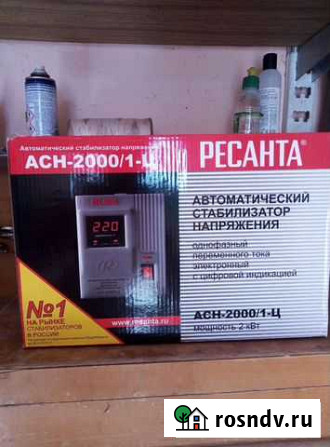 Автоматический стабилизатор напряжения
АСН-2000/1-Ц
РЕСАНТА®
АВТОМАТИЧЕСКИЙ
СТАБИЛИЗАТОР
НАПРЯЖЕНИЯ
однофазный
переменного тока
электронный
с цифровой индикацией
РЕСАНТА
220
№1
НА РЫНКЕ
СТАБИЛИЗАТОРОВ
В РОССИИ
www.resanta.ru
АСН-2000/1-Ц
мощность 2 кВт
rosndv.ru